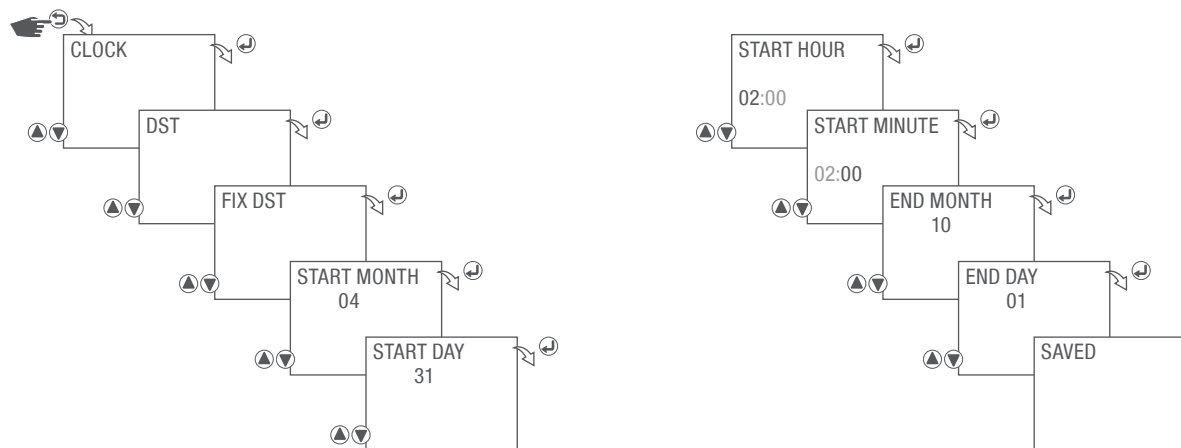 CLOCK
DST
FIX DST
START MONTH
04
START DAY
31
START HOUR
02:00
START MINUTE
02:00
END MONTH
10
END DAY
01
SAVED